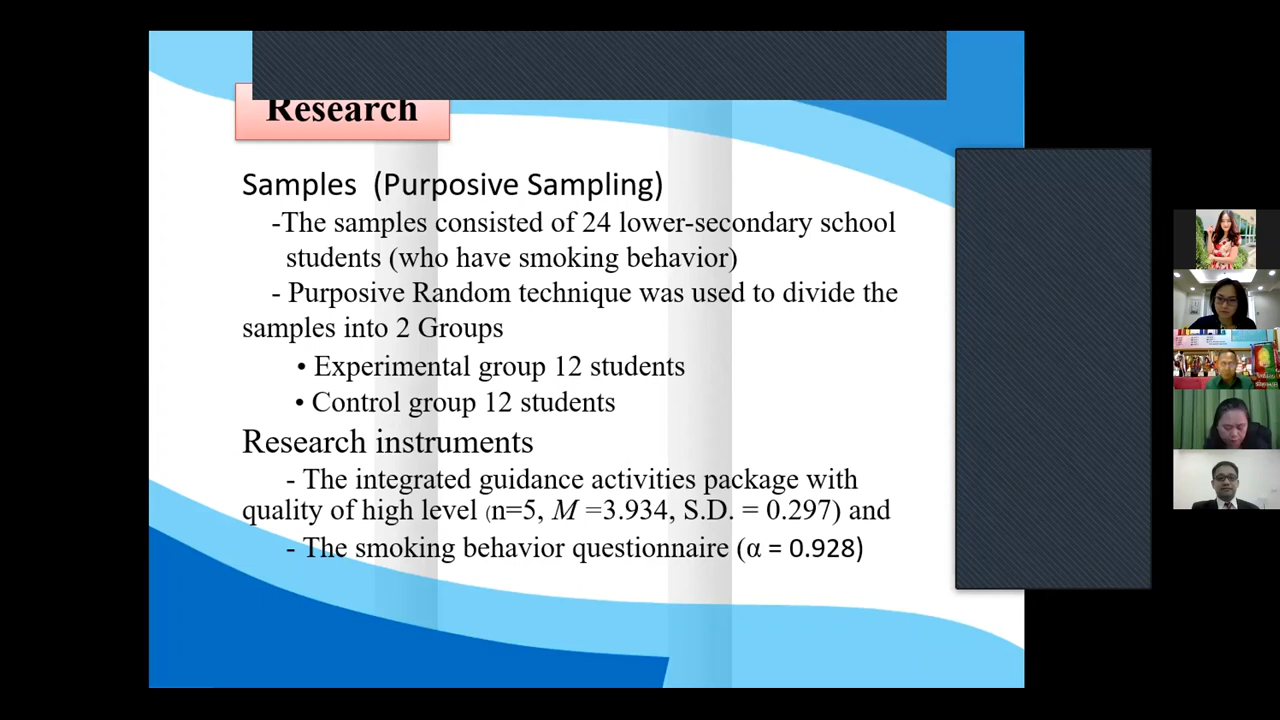 Research
Samples (Purposive Sampling)
-The samples consisted of 24 lower-secondary school
students (who have smoking behavior)
- Purposive Random technique was used to divide the
samples into 2 Groups
• Experimental group 12 students
• Control group 12 students
Research instruments
- The integrated guidance activities package with
quality of high level (n=5, M =3.934, S.D. = 0.297) and
- The smoking behavior questionnaire (α = 0.928)